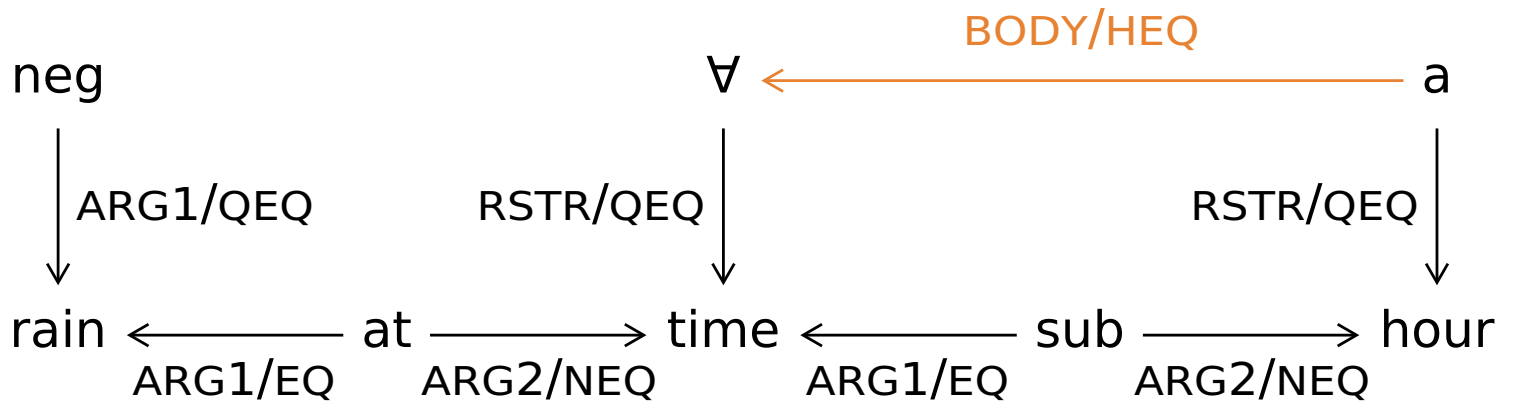 BODY/HEQ
neg ∀ a
ARG1/QEQ RSTR/QEQ RSTR/QEQ
rain at time sub hour
ARG1/EQ ARG2/NEQ ARG1/EQ ARG2/NEQ